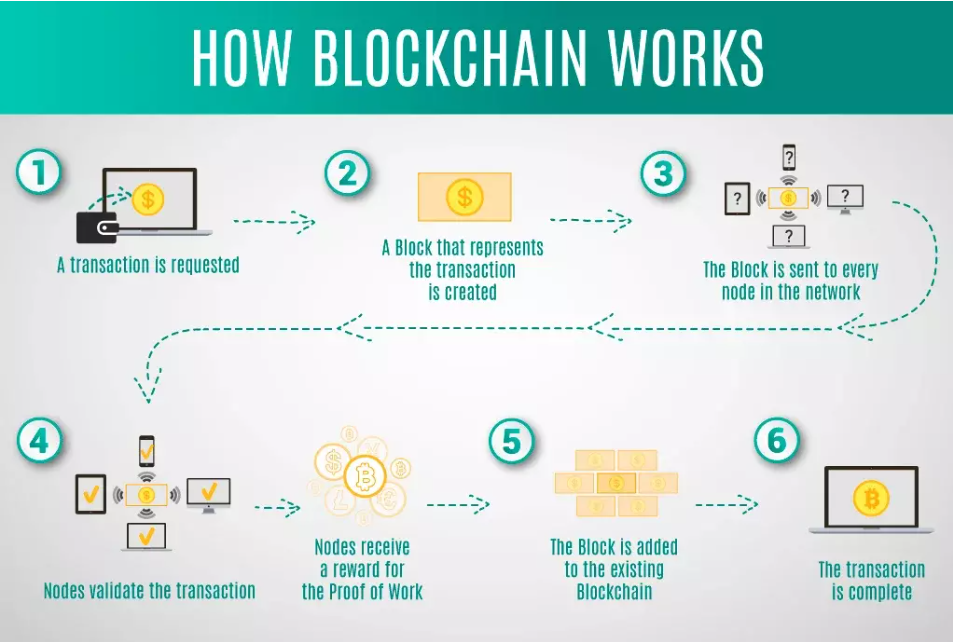 HOW BLOCKCHAIN WORKS
1
A transaction is requested
2
$
A Block that represents
the transaction
is created
3
?
?
$
?
?
The Block is sent to every
node in the network
4
$
Nodes validate the transaction
Nodes receive
a reward for
the Proof of Work
5
The Block is added
to the existing
Blockchain
6
The transaction
is complete